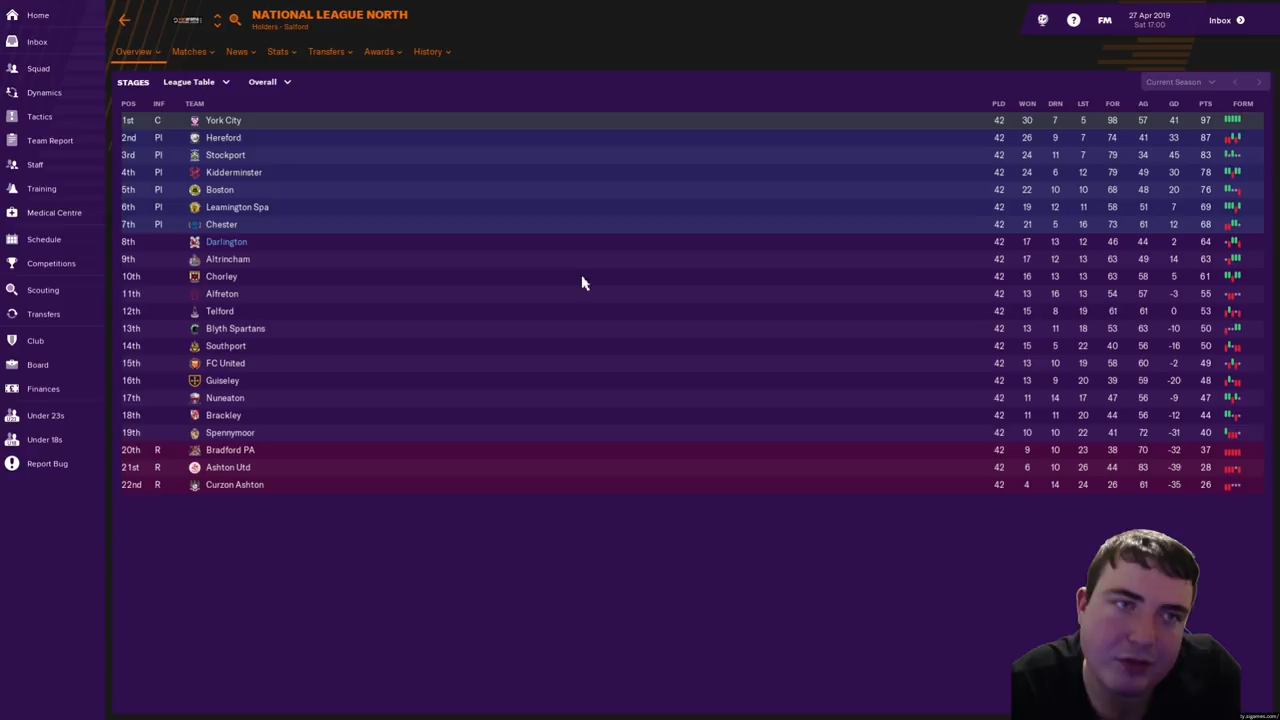 Home
Inbox
Squad
Dynamics
Tactics
Team Report
Staff
Training
Medical Centre
Schedule
Competitions
Scouting
Transfers
Club
Board
Finances
Under 23s
Under 18s
Report Bug
NATIONAL LEAGUE NORTH
Holders - Salford
FM 27 Apr 2019 Inbox
Sat 17:00
Overview Matches News Stats Transfers Awards History
STAGES League Table Overall Current Season
POS INF TEAM PLD WON DRN LST FOR AG GD PTS FORM
1st C York City 42 30 7 5 98 57 41 97
2nd Pl Hereford 42 26 9 7 74 41 33 87
3rd Pl Stockport 42 24 11 7 79 34 45 83
4th Pl Kidderminster 42 24 6 12 79 49 30 78
5th Pl Boston 42 22 10 10 68 48 20 76
6th Pl Leamington Spa 42 19 12 11 58 51 7 69
7th Pl Chester 42 21 5 16 73 61 12 68
8th Darlington 42 17 13 12 46 44 2 64
9th Altrincham 42 17 12 13 63 49 14 63
10th Chorley 42 16 13 13 63 58 5 61
11th Alfreton 42 13 16 13 54 57 -3 55
12th Telford 42 15 8 19 61 61 0 53
13th Blyth Spartans 42 13 11 18 53 63 -10 50
14th Southport 42 15 5 22 40 56 -16 50
15th FC United 42 13 10 19 58 60 -2 49
16th Guiseley 42 13 9 20 39 59 -20 48
17th Nuneaton 42 11 14 17 47 56 -9 47
18th Brackley 42 11 11 20 44 56 -12 44
19th Spennymoor 42 10 10 22 41 72 -31 40
20th R Bradford PA 42 9 10 23 38 70 -32 37
21st R Ashton Utd 42 6 10 26 44 83 -39 28
22nd R Curzon Ashton 42 4 14 24 26 61 -35 26
ty.sigames.com/